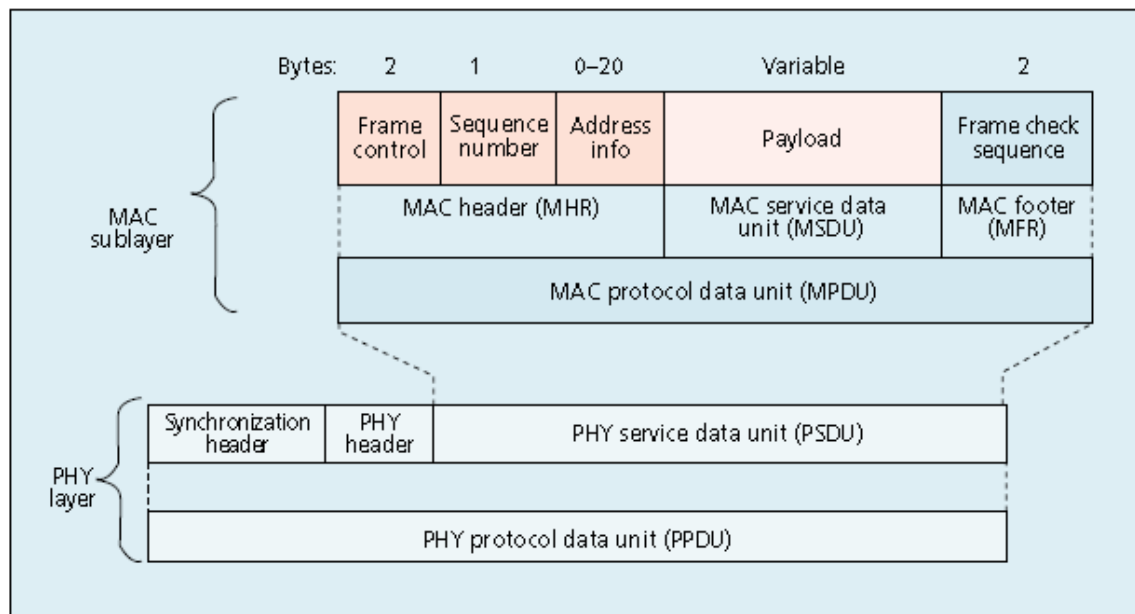 Bytes: 2 1 0–20 Variable 2
Frame control
Sequence number
Address info
Payload
Frame check sequence
MAC header (MHR)
MAC service data unit (MSDU)
MAC footer (MFR)
MAC sublayer
MAC protocol data unit (MPDU)
Synchronization header
PHY header
PHY service data unit (PSDU)
PHY layer
PHY protocol data unit (PPDU)